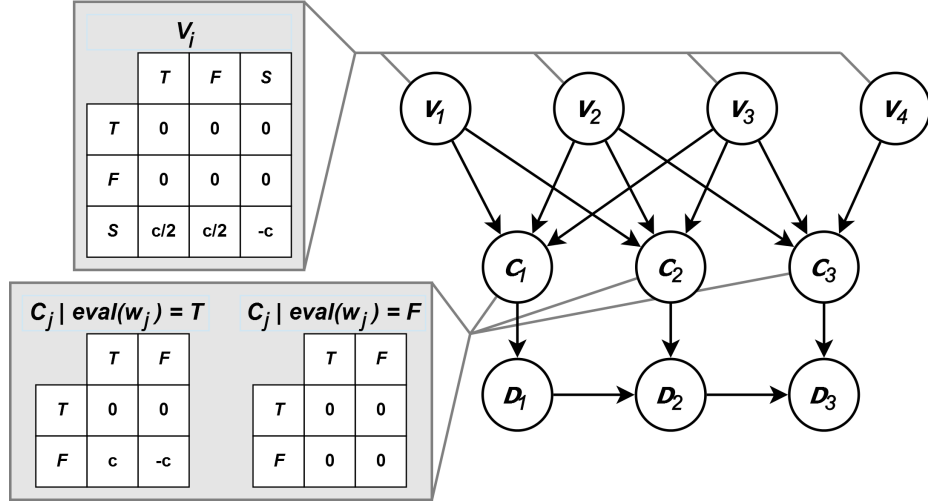 V_i
T F S
T 0 0 0
F 0 0 0
S c/2 c/2 -c
V_1 V_2 V_3 V_4
C_1 C_2 C_3
C_j | eval(w_j) = T
T F
T 0 0
F c -c
C_j | eval(w_j) = F
T F
T 0 0
F 0 0
D_1 D_2 D_3